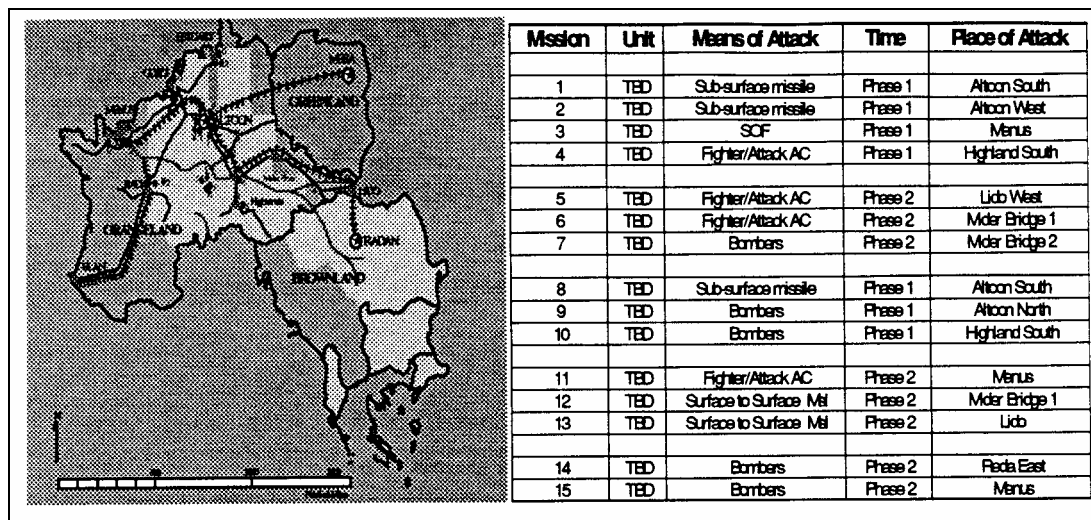 GREENLAND
ORANGELAND
BROWNLAND
Mission Unit Means of Attack Time Place of Attack
1 TBD Sub-surface missile Phase 1 Altoon South
2 TBD Sub-surface missile Phase 1 Altoon West
3 TBD SOF Phase 1 Manus
4 TBD Fighter/Attack AC Phase 1 Highland South
5 TBD Fighter/Attack AC Phase 2 Lido West
6 TBD Fighter/Attack AC Phase 2 Mider Bridge 1
7 TBD Bombers Phase 2 Mider Bridge 2
8 TBD Sub-surface missile Phase 1 Altoon South
9 TBD Bombers Phase 1 Altoon North
10 TBD Bombers Phase 1 Highland South
11 TBD Fighter/Attack AC Phase 2 Manus
12 TBD Surface to Surface Msl Phase 2 Mider Bridge 1
13 TBD Surface to Surface Msl Phase 2 Lido
14 TBD Bombers Phase 2 Reda East
15 TBD Bombers Phase 2 Manus